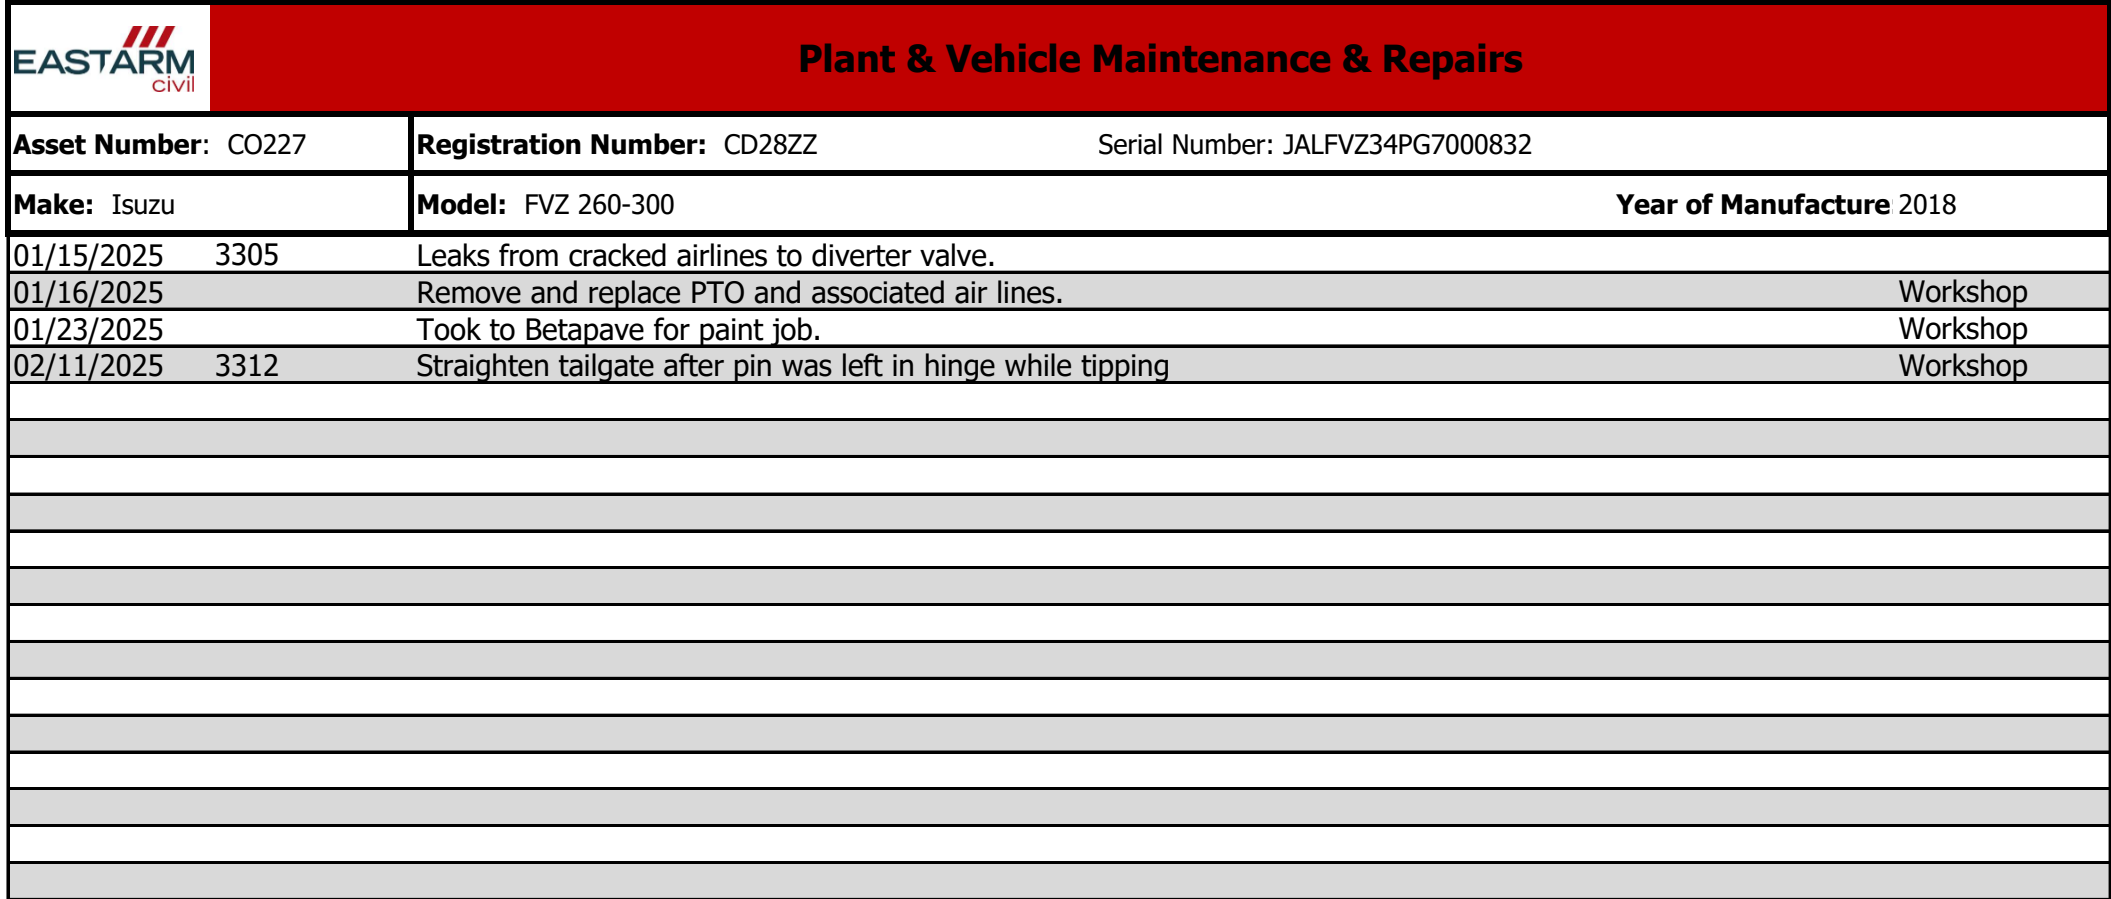 EASTARM
civil
Plant & Vehicle Maintenance & Repairs
Asset Number: CO227 Registration Number: CD28ZZ Serial Number: JALFVZ34PG7000832
Make: Isuzu Model: FVZ 260-300 Year of Manufacture 2018
01/15/2025 3305 Leaks from cracked airlines to diverter valve.
01/16/2025 Remove and replace PTO and associated air lines. Workshop
01/23/2025 Took to Betapave for paint job. Workshop
02/11/2025 3312 Straighten tailgate after pin was left in hinge while tipping Workshop